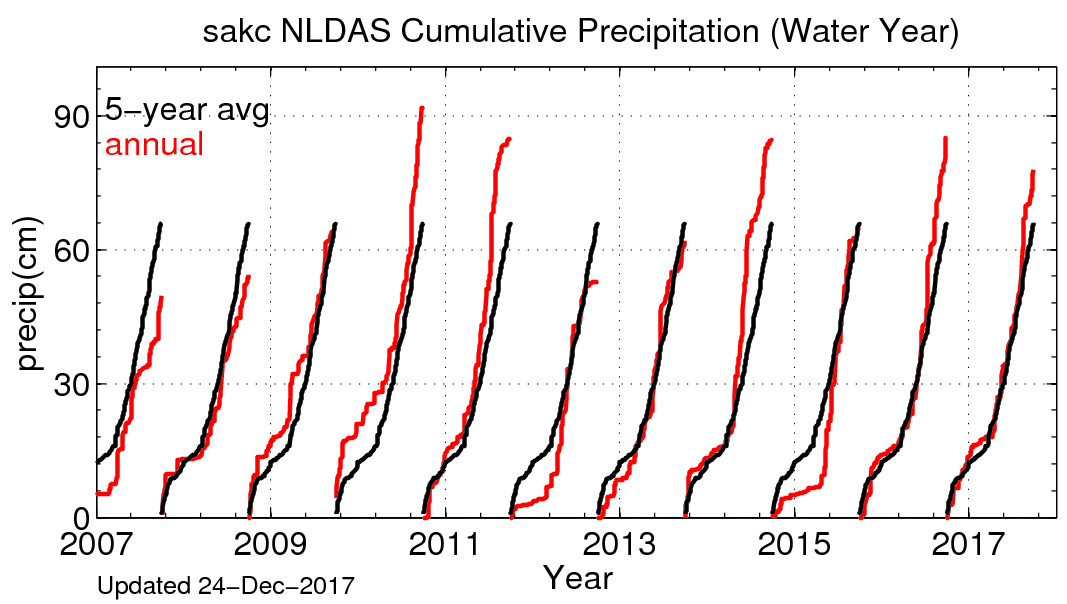 sakc NLDAS Cumulative Precipitation (Water Year)
5−year avg
annual
90
60
30
0
precip(cm)
2007 2009 2011 2013 2015 2017
Year
Updated 24−Dec−2017